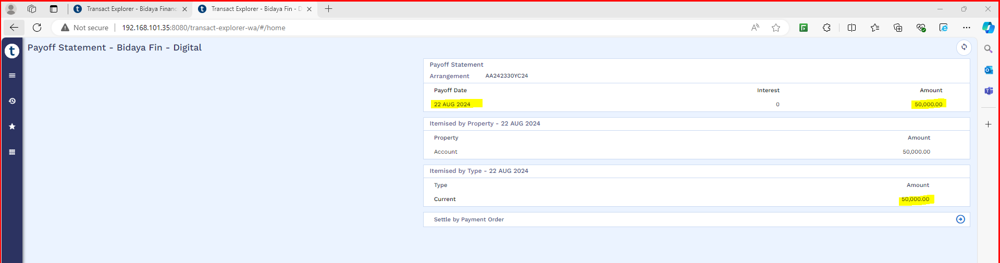 Transact Explorer - Bidaya Financ
Transact Explorer - Bidaya Fin - D
Not secure
192.168.101.35:8080/transact-explorer-wa/#/home
Payoff Statement - Bidaya Fin - Digital
Payoff Statement
Arrangement AA242330YC24
Payoff Date Interest Amount
22 AUG 2024 0 50,000.00
Itemised by Property - 22 AUG 2024
Property Amount
Account 50,000.00
Itemised by Type - 22 AUG 2024
Type Amount
Current 50,000.00
Settle by Payment Order